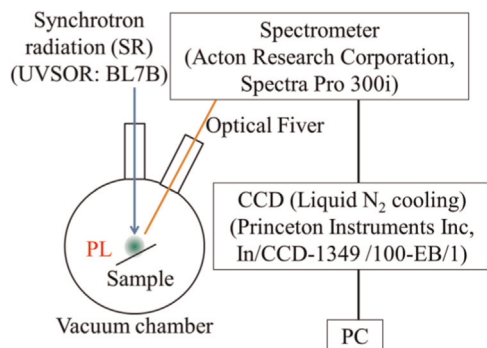 Synchrotron
radiation (SR)
(UVSOR: BL7B)
Spectrometer
(Acton Research Corporation,
Spectra Pro 300i)
Optical Fiver
CCD (Liquid N₂ cooling)
(Princeton Instruments Inc,
In/CCD-1349 /100-EB/1)
PL
Sample
Vacuum chamber
PC